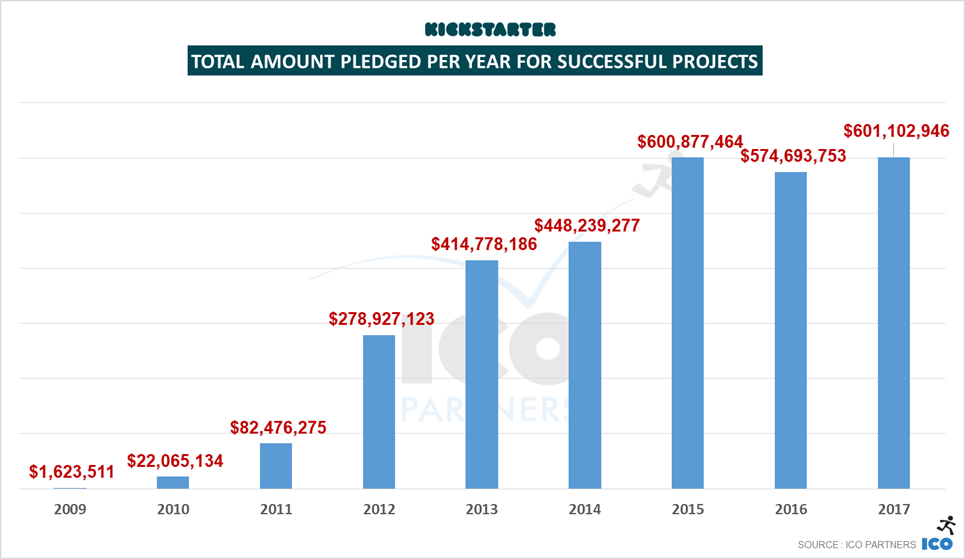 KICKSTARTER
TOTAL AMOUNT PLEDGED PER YEAR FOR SUCCESSFUL PROJECTS
$1,623,511
$22,065,134
$82,476,275
$278,927,123
$414,778,186
$448,239,277
$600,877,464
$574,693,753
$601,102,946
ICO
PARTNERS
2009 2010 2011 2012 2013 2014 2015 2016 2017
SOURCE : ICO PARTNERS ICO